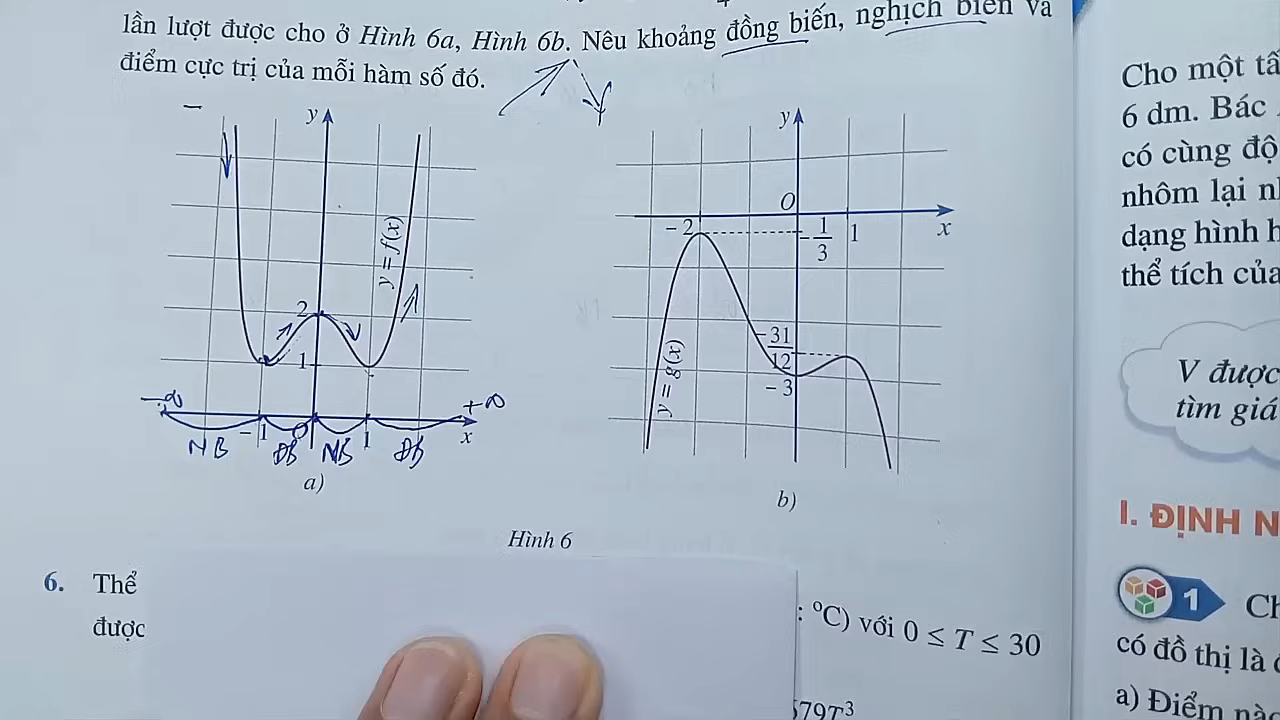 lần lượt được cho ở Hình 6a, Hình 6b. Nêu khoảng đồng biến, nghịch biến và
điểm cực trị của mỗi hàm số đó.
y
y = f(x)
2
1
-∞
+∞
- 1
O
1
x
NB
ĐB
NB
ĐB
a)
y
O
x
- 2
- 1/3
1
- 31/12
- 3
y = g(x)
b)
Hình 6
6. Thể
được
: ⁰C) với 0 ≤ T ≤ 30
679T³
Cho một tấ
6 dm. Bác
có cùng độ
nhôm lại
dạng hình h
thể tích của
V được
tìm giá
I. ĐỊNH N
1
có đồ thị là
a) Điểm nào